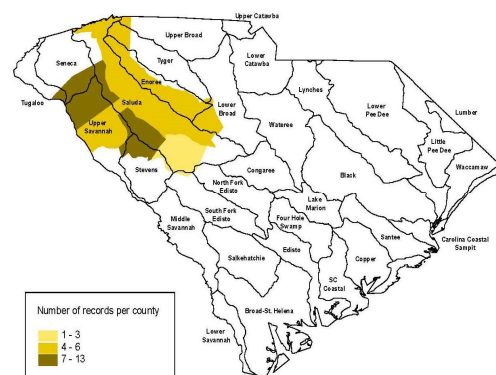 Upper Catawba
Upper Broad
Seneca
Tyger
Lower
Catawba
Enoree
Lynches
Tugaloo
Saluda
Lower
Broad
Lower
Pee Dee
Lumber
Upper
Savannah
Wateree
Little
Pee Dee
Waccamaw
Stevens
Congaree
Black
North Fork
Edisto
Lake
Marion
Middle
Savannah
South Fork
Edisto
Four Hole
Swamp
Santee
Carolina Coastal
Sampit
Salkehatchie
Edisto
Copper
SC
Coastal
Broad-St. Helena
Lower
Savannah
Number of records per county
1 - 3
4 - 6
7 - 13